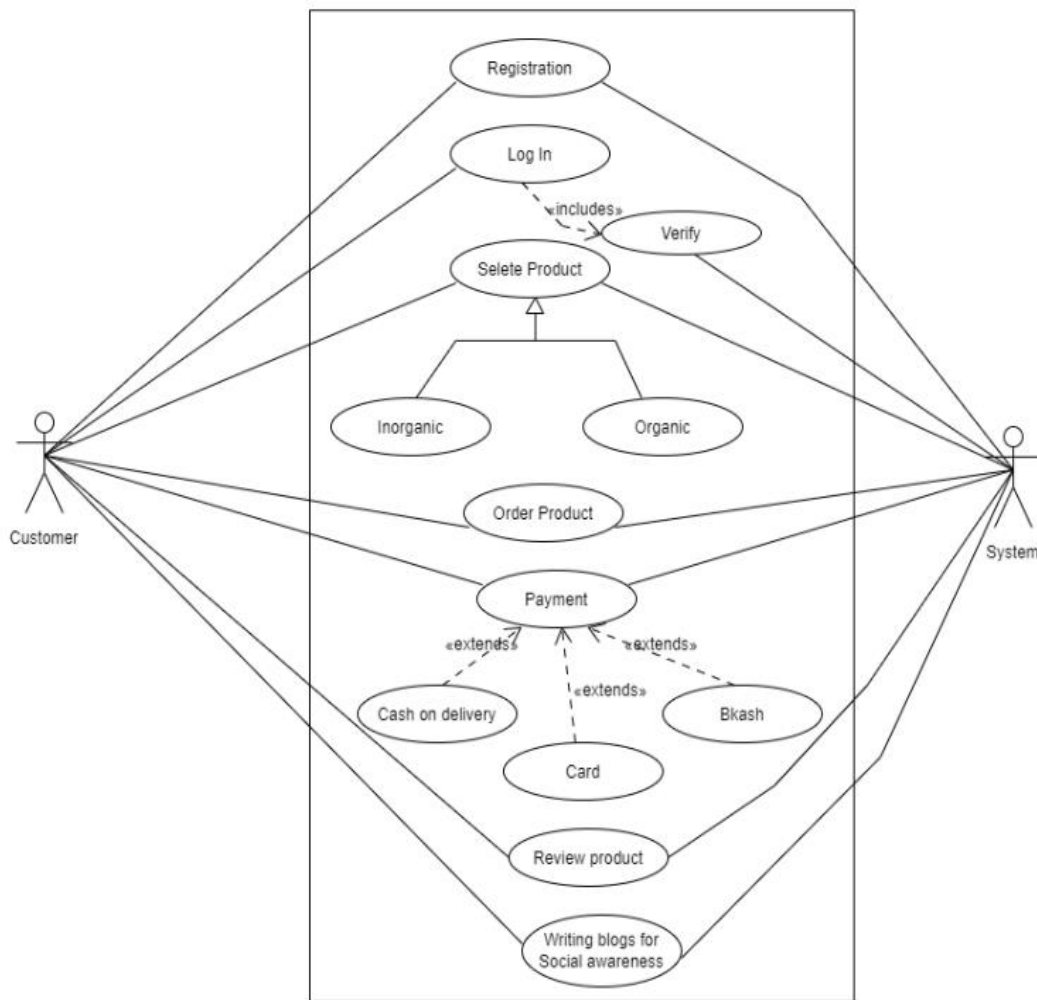 Registration
Log In
«includes»
Verify
Selete Product
Inorganic
Organic
Customer
System
Order Product
Payment
«extends»
«extends»
«extends»
Cash on delivery
Bkash
Card
Review product
Writing blogs for
Social awareness